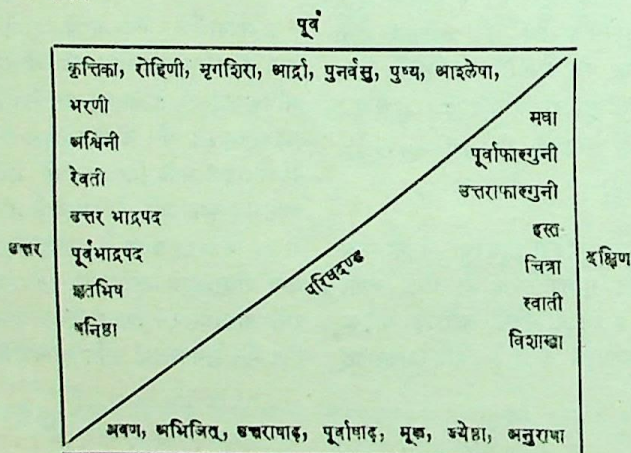 पूर्व
कृत्तिका, रोहिणी, मृगशिरा, आर्द्रा, पुनर्वसु, पुष्य, आश्लेषा,
भरणी
मघा
अश्विनी
पूर्वाफाल्गुनी
रेवती
उत्तराफाल्गुनी
उत्तर भाद्रपद
हस्त
उत्तर
पूर्वभाद्रपद
परिघदण्ड
चित्रा
दक्षिण
शतभिष
स्वाती
धनिष्ठा
विशाखा
श्रवण, अभिजित्, उत्तराषाढ़, पूर्वाषाढ़, मूल, ज्येष्ठा, अनुराधा